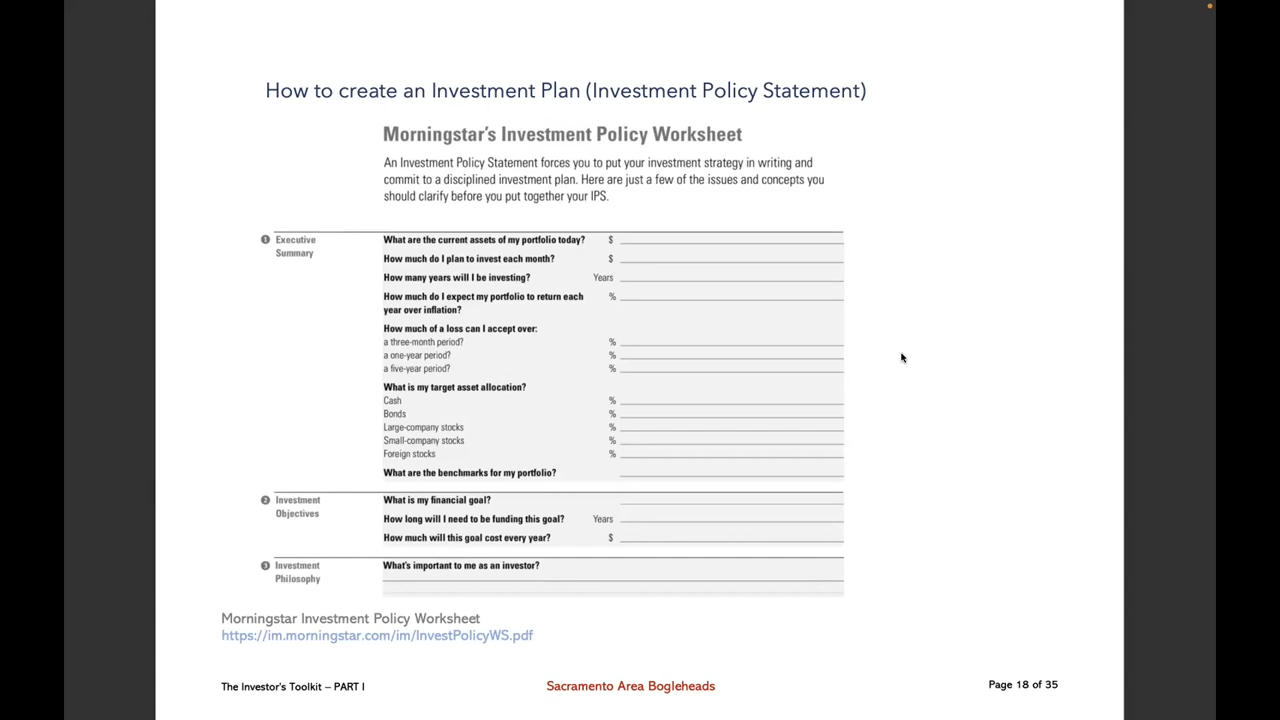 How to create an Investment Plan (Investment Policy Statement)
Morningstar's Investment Policy Worksheet
An Investment Policy Statement forces you to put your investment strategy in writing and
commit to a disciplined investment plan. Here are just a few of the issues and concepts you
should clarify before you put together your IPS.
1 Executive
Summary
What are the current assets of my portfolio today? $
How much do I plan to invest each month? $
How many years will I be investing? Years
How much do I expect my portfolio to return each %
year over inflation?
How much of a loss can I accept over:
a three-month period? %
a one-year period? %
a five-year period? %
What is my target asset allocation?
Cash %
Bonds %
Large-company stocks %
Small-company stocks %
Foreign stocks %
What are the benchmarks for my portfolio?
2 Investment
Objectives
What is my financial goal?
How long will I need to be funding this goal? Years
How much will this goal cost every year? $
3 Investment
Philosophy
What's important to me as an investor?
Morningstar Investment Policy Worksheet
https://im.morningstar.com/im/InvestPolicyWS.pdf
The Investor's Toolkit – PART I
Sacramento Area Bogleheads
Page 18 of 35